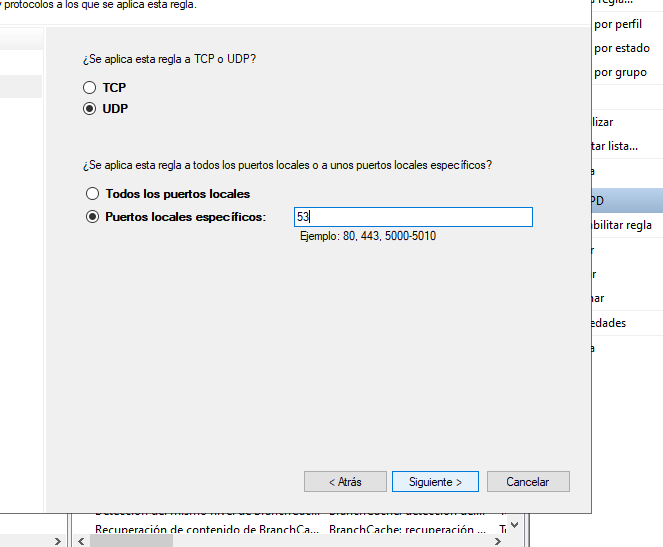 protocolos a los que se aplica esta regla.
¿Se aplica esta regla a TCP o UDP?
TCP
UDP
¿Se aplica esta regla a todos los puertos locales o a unos puertos locales específicos?
Todos los puertos locales
Puertos locales específicos:
53
Ejemplo: 80, 443, 5000-5010
< Atrás
Siguiente >
Cancelar
por perfil
por estado
por grupo
lizar
tar lista...
PD
abilitar regla
ar
edades
Recuperación de contenido de BranchCa...
BranchCache: recuperación ...